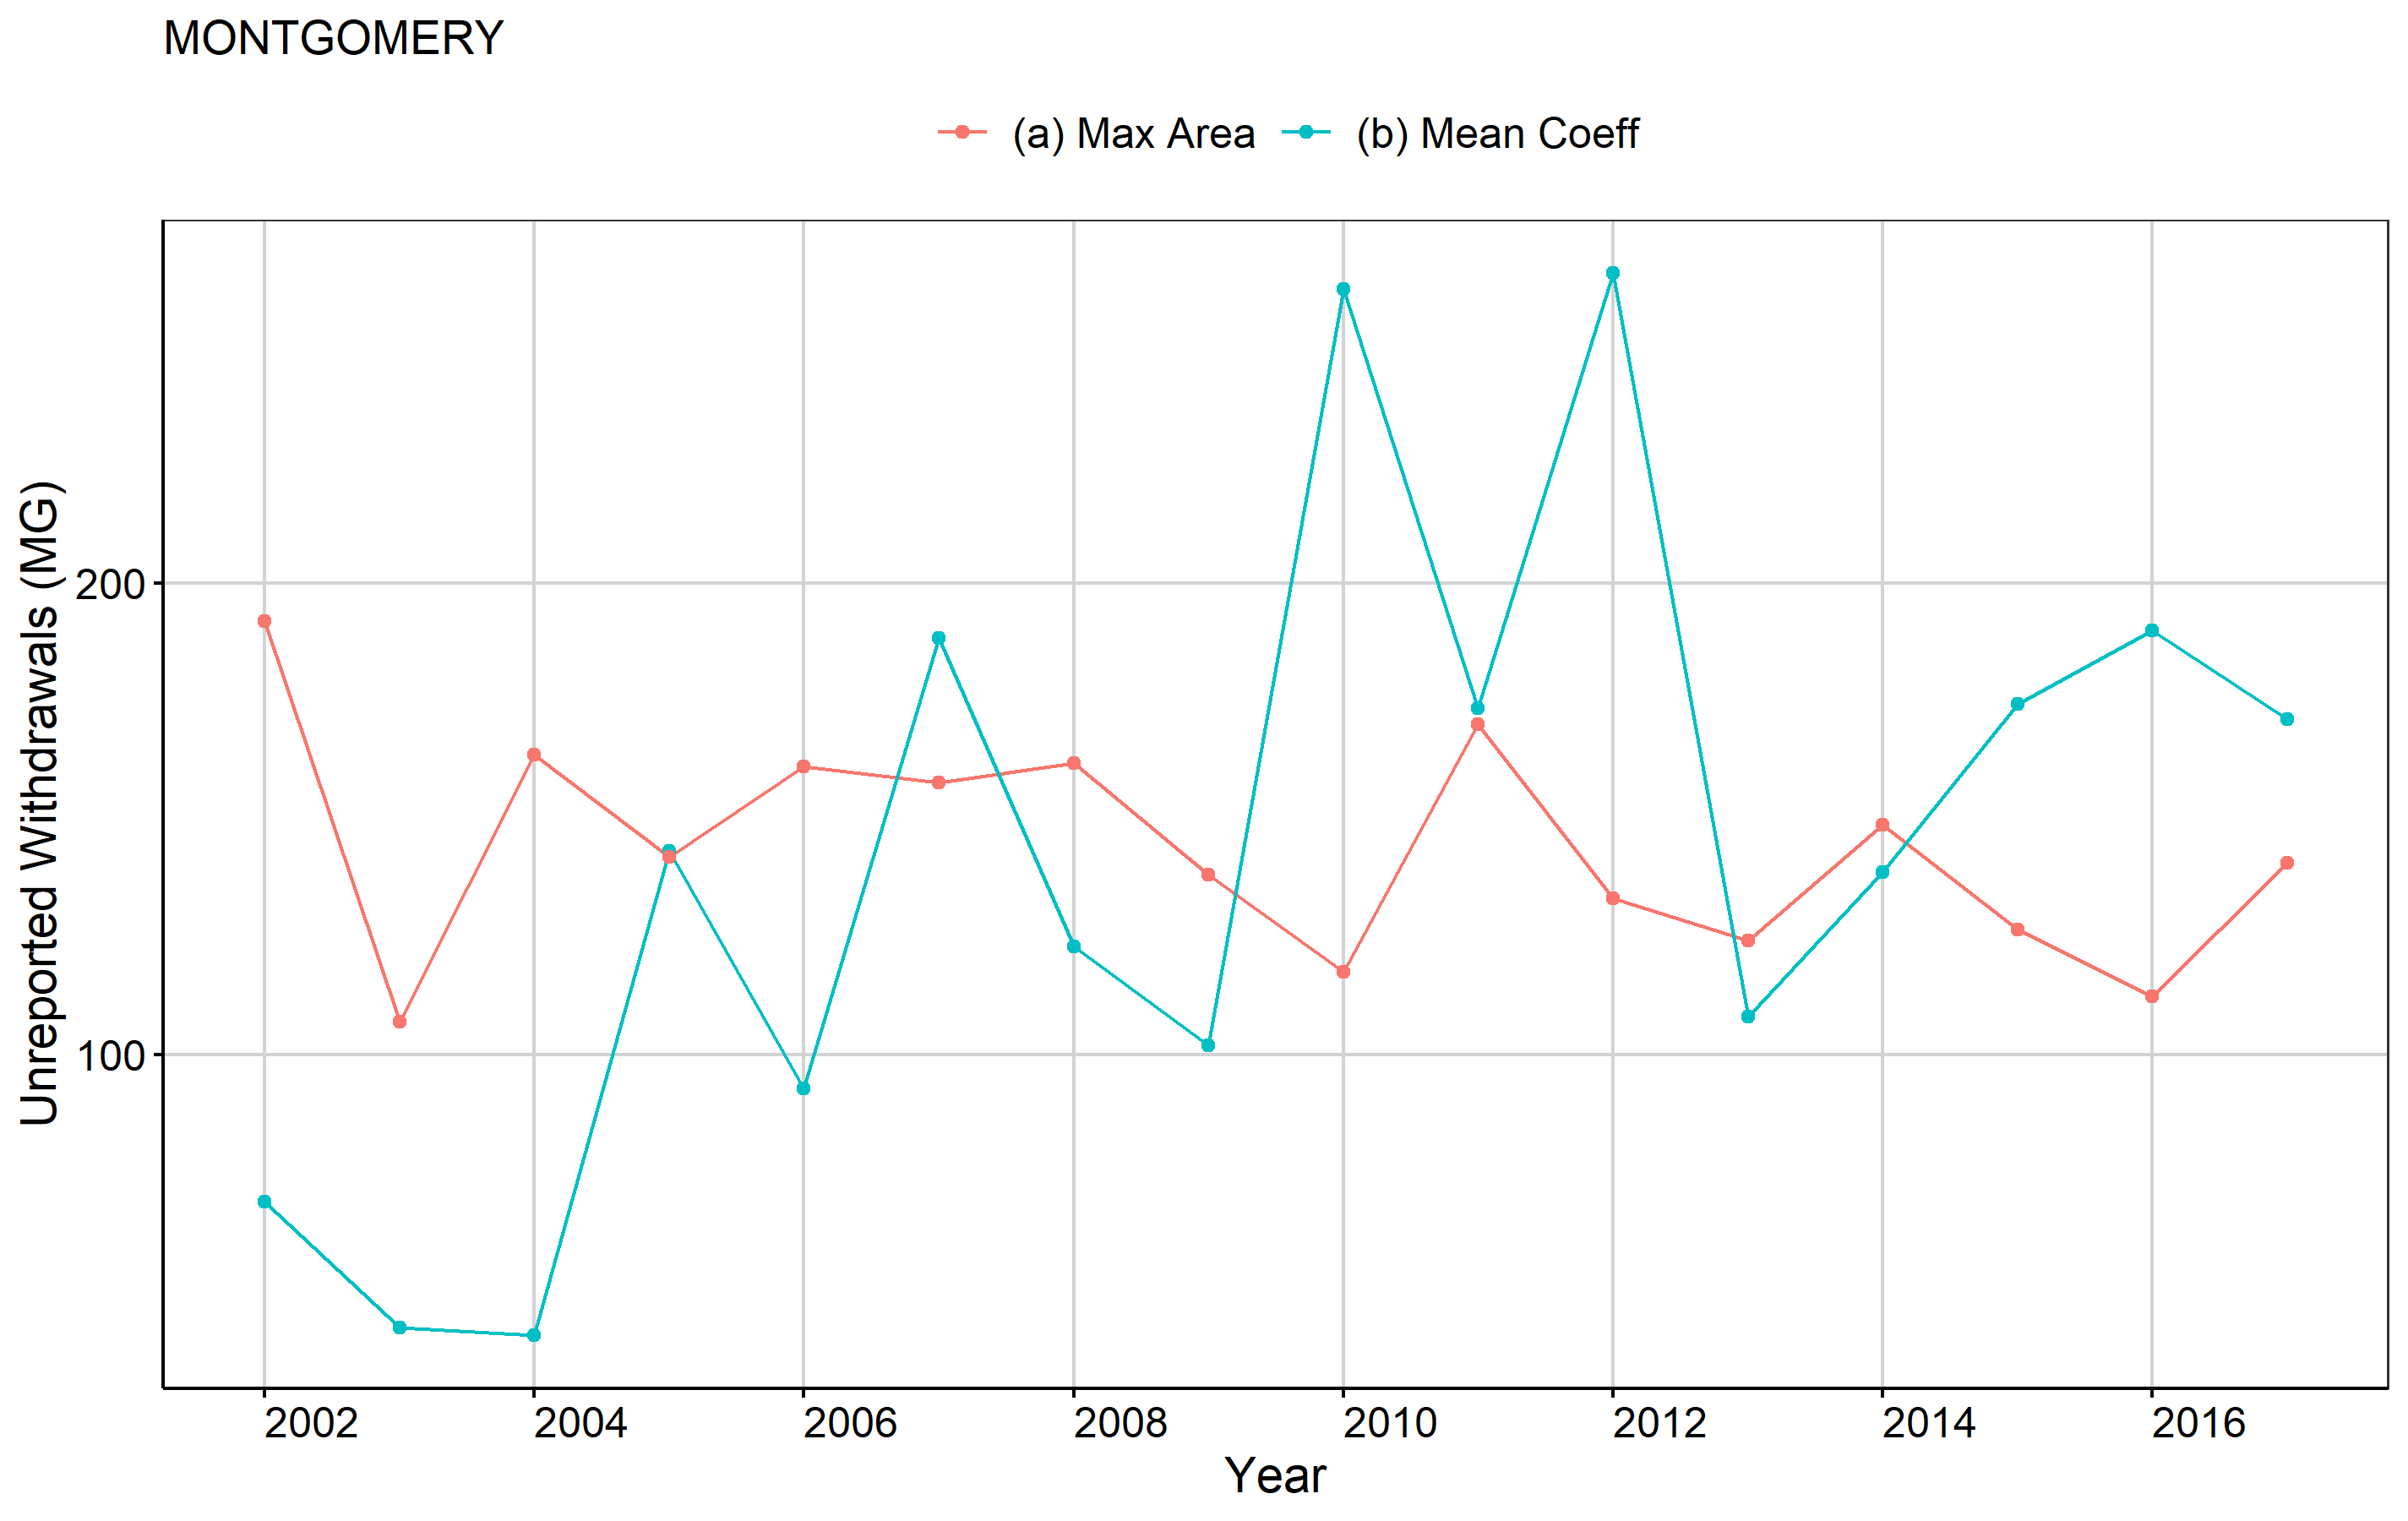 MONTGOMERY
(a) Max Area (b) Mean Coeff
Unreported Withdrawals (MG)
200
100
2002 2004 2006 2008 2010 2012 2014 2016
Year